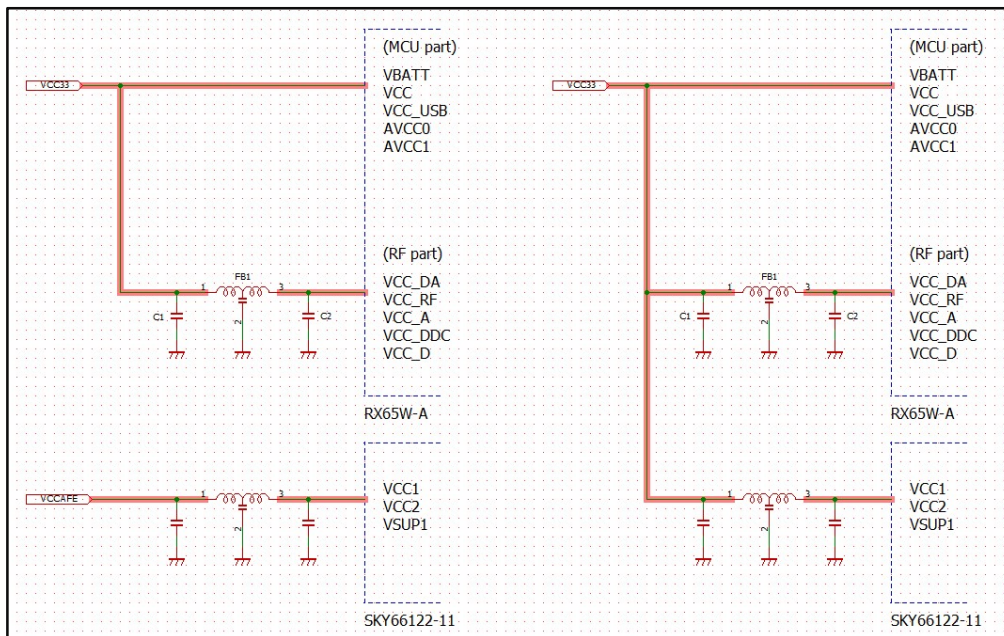 (MCU part)
VBATT
VCC33
VCC
VCC_USB
AVCC0
AVCC1
(RF part)
FB1
1
3
VCC_DA
VCC_RF
C1
2
C2
VCC_A
VCC_DDC
VCC_D
RX65W-A
VCCAFE
1
3
VCC1
VCC2
2
VSUP1
SKY66122-11
(MCU part)
VBATT
VCC33
VCC
VCC_USB
AVCC0
AVCC1
(RF part)
FB1
1
3
VCC_DA
VCC_RF
C1
2
C2
VCC_A
VCC_DDC
VCC_D
RX65W-A
1
3
VCC1
VCC2
2
VSUP1
SKY66122-11